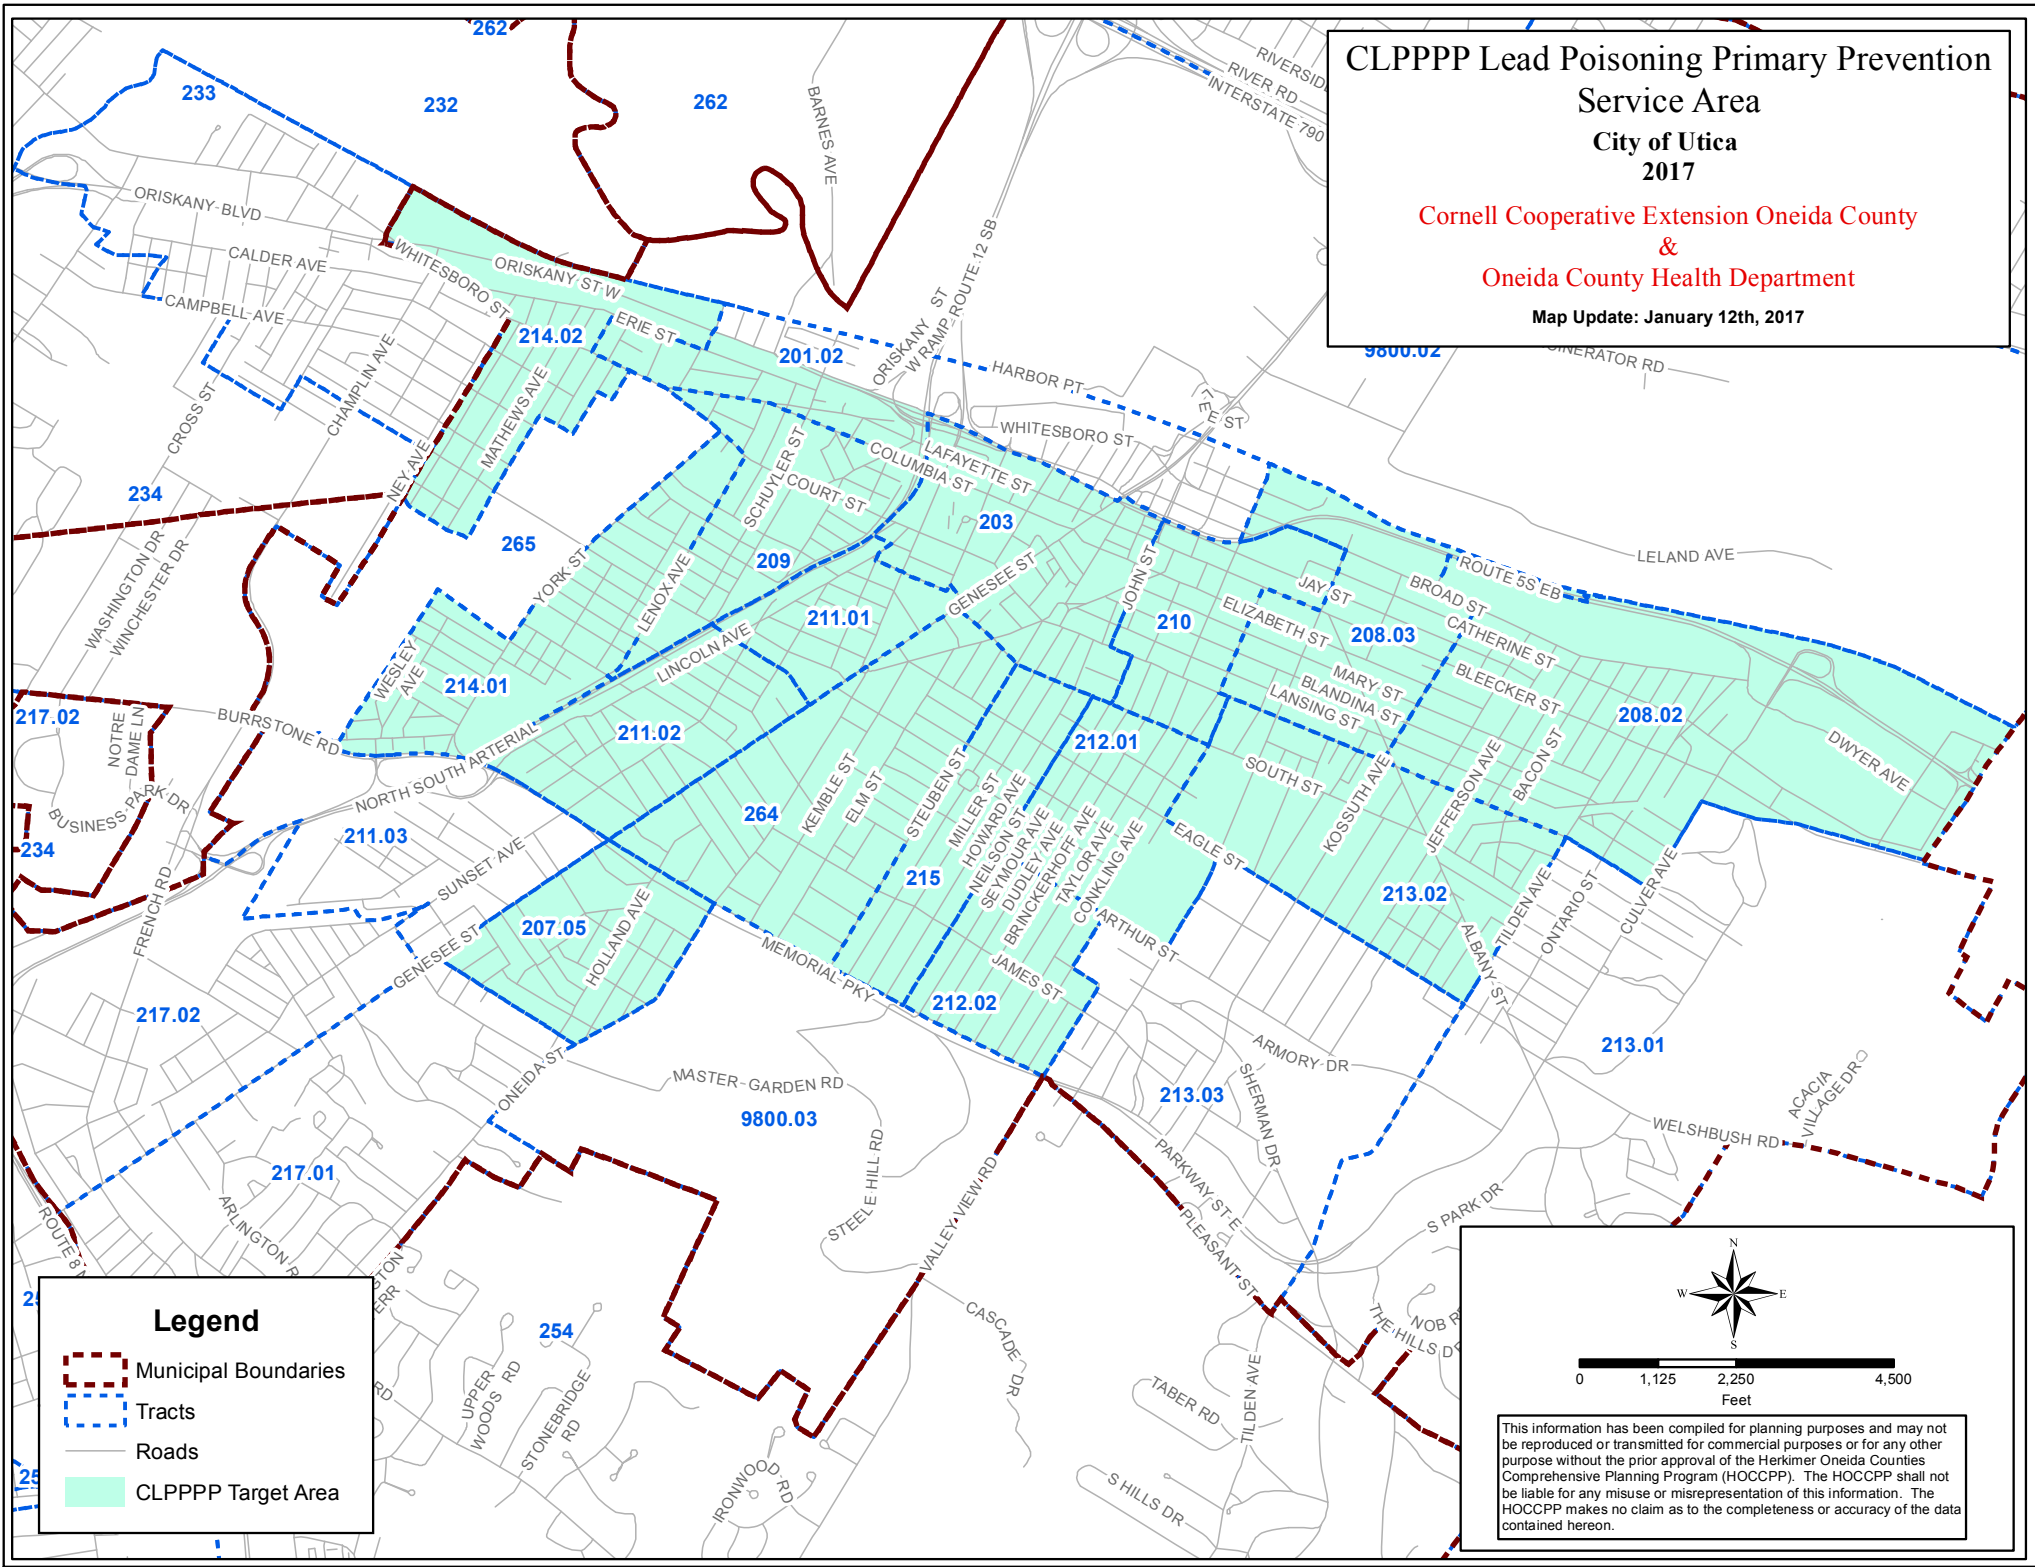 CLPPPP Lead Poisoning Primary Prevention
Service Area
City of Utica
2017
Cornell Cooperative Extension Oneida County
&
Oneida County Health Department
Map Update: January 12th, 2017
262
233
232
262
BARNES AVE
RIVER RD
INTERSTATE 790
ORISKANY BLVD
CALDER AVE
CAMPBELL AVE
WHITESBORO ST
ORISKANY ST W
ERIE ST
214.02
201.02
ORISKANY ST
W RAMP
ROUTE 12 SB
HARBOR PT
9800.02
CROSS ST
CHAMPLIN AVE
MATHEWS AVE
NEY AVE
WHITESBORO ST
LAFAYETTE ST
COLUMBIA ST
SCHUYLER ST
COURT ST
203
234
265
209
WASHINGTON DR
WINCHESTER DR
YORK ST
LENOX AVE
GENESEE ST
JOHN ST
LELAND AVE
ROUTE 5S EB
JAY ST
BROAD ST
ELIZABETH ST
CATHERINE ST
211.01
210
208.03
LINCOLN AVE
WESLEY AVE
214.01
MARY ST
BLANDINA ST
LANSING ST
BLEECKER ST
208.02
217.02
NOTRE
DAME LN
BURRSTONE RD
211.02
212.01
DWYER AVE
BUSINESS PARK DR
NORTH SOUTH ARTERIAL
SOUTH ST
KOSSUTH AVE
JEFFERSON AVE
BACON ST
264
KEMBLE ST
ELM ST
STEUBEN ST
MILLER ST
HOWARD AVE
NEILSON ST
SEYMOUR AVE
DUDLEY AVE
BRINCKERHOFF AVE
TAYLOR AVE
CONKLING AVE
EAGLE ST
234
211.03
SUNSET AVE
215
213.02
FRENCH RD
GENESEE ST
207.05
HOLLAND AVE
ARTHUR ST
ALBANY ST
TILDEN AVE
ONTARIO ST
CULVER AVE
MEMORIAL PKY
JAMES ST
212.02
217.02
213.01
ONEIDA ST
MASTER GARDEN RD
ARMORY DR
9800.03
213.03
SHERMAN DR
ACACIA
VILLAGE DR
WELSHBUSH RD
217.01
STEELE HILL RD
VALLEY VIEW RD
PARKWAY ST E
PLEASANT ST
S PARK DR
254
CASCADE DR
UPPER
WOODS RD
STONEBRIDGE
RD
TABER RD
TILDEN AVE
IRONWOOD RD
S HILLS DR
Legend
Municipal Boundaries
Tracts
Roads
CLPPPP Target Area
N
W
E
S
0 1,125 2,250 4,500
Feet
This information has been compiled for planning purposes and may not
be reproduced or transmitted for commercial purposes or for any other
purpose without the prior approval of the Herkimer Oneida Counties
Comprehensive Planning Program (HOCCPP). The HOCCPP shall not
be liable for any misuse or misrepresentation of this information. The
HOCCPP makes no claim as to the completeness or accuracy of the data
contained hereon.